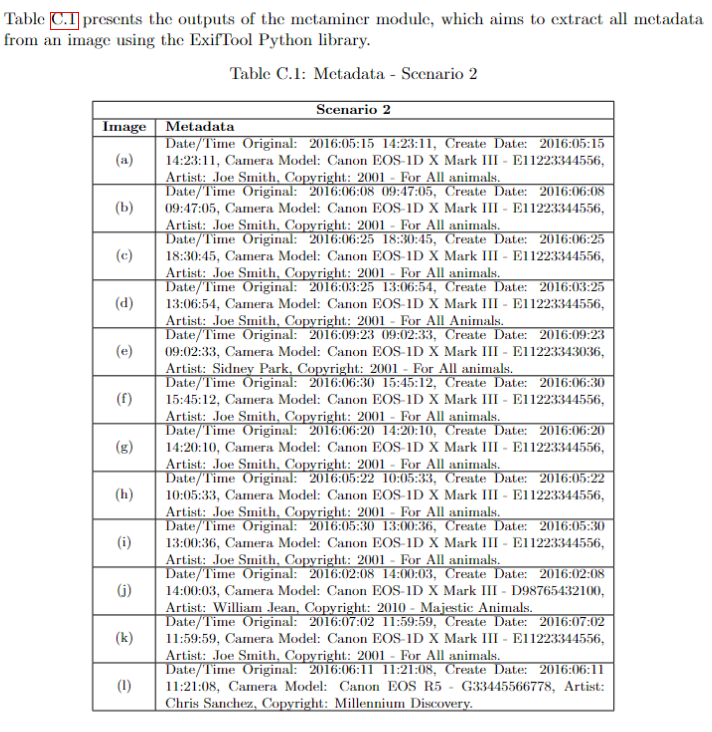 Table C.1 presents the outputs of the metaminer module, which aims to extract all metadata
from an image using the ExifTool Python library.
Table C.1: Metadata - Scenario 2
Scenario 2
Image Metadata
(a) Date/Time Original: 2016:05:15 14:23:11, Create Date: 2016:05:15
14:23:11, Camera Model: Canon EOS-1D X Mark III - E11223344556,
Artist: Joe Smith, Copyright: 2001 - For All animals.
(b) Date/Time Original: 2016:06:08 09:47:05, Create Date: 2016:06:08
09:47:05, Camera Model: Canon EOS-1D X Mark III - E11223344556,
Artist: Joe Smith, Copyright: 2001 - For All animals.
(c) Date/Time Original: 2016:06:25 18:30:45, Create Date: 2016:06:25
18:30:45, Camera Model: Canon EOS-1D X Mark III - E11223344556,
Artist: Joe Smith, Copyright: 2001 - For All animals.
(d) Date/Time Original: 2016:03:25 13:06:54, Create Date: 2016:03:25
13:06:54, Camera Model: Canon EOS-1D X Mark III - E11223344556,
Artist: Joe Smith, Copyright: 2001 - For All Animals.
(e) Date/Time Original: 2016:09:23 09:02:33, Create Date: 2016:09:23
09:02:33, Camera Model: Canon EOS-1D X Mark III - E11223343036,
Artist: Sidney Park, Copyright: 2001 - For All animals.
(f) Date/Time Original: 2016:06:30 15:45:12, Create Date: 2016:06:30
15:45:12, Camera Model: Canon EOS-1D X Mark III - E11223344556,
Artist: Joe Smith, Copyright: 2001 - For All animals.
(g) Date/Time Original: 2016:06:20 14:20:10, Create Date: 2016:06:20
14:20:10, Camera Model: Canon EOS-1D X Mark III - E11223344556,
Artist: Joe Smith, Copyright: 2001 - For All animals.
(h) Date/Time Original: 2016:05:22 10:05:33, Create Date: 2016:05:22
10:05:33, Camera Model: Canon EOS-1D X Mark III - E11223344556,
Artist: Joe Smith, Copyright: 2001 - For All animals.
(i) Date/Time Original: 2016:05:30 13:00:36, Create Date: 2016:05:30
13:00:36, Camera Model: Canon EOS-1D X Mark III - E11223344556,
Artist: Joe Smith, Copyright: 2001 - For All animals.
(j) Date/Time Original: 2016:02:08 14:00:03, Create Date: 2016:02:08
14:00:03, Camera Model: Canon EOS-1D X Mark III - D98765432100,
Artist: William Jean, Copyright: 2010 - Majestic Animals.
(k) Date/Time Original: 2016:07:02 11:59:59, Create Date: 2016:07:02
11:59:59, Camera Model: Canon EOS-1D X Mark III - E11223344556,
Artist: Joe Smith, Copyright: 2001 - For All animals.
(l) Date/Time Original: 2016:06:11 11:21:08, Create Date: 2016:06:11
11:21:08, Camera Model: Canon EOS R5 - G33445566778, Artist:
Chris Sanchez, Copyright: Millennium Discovery.